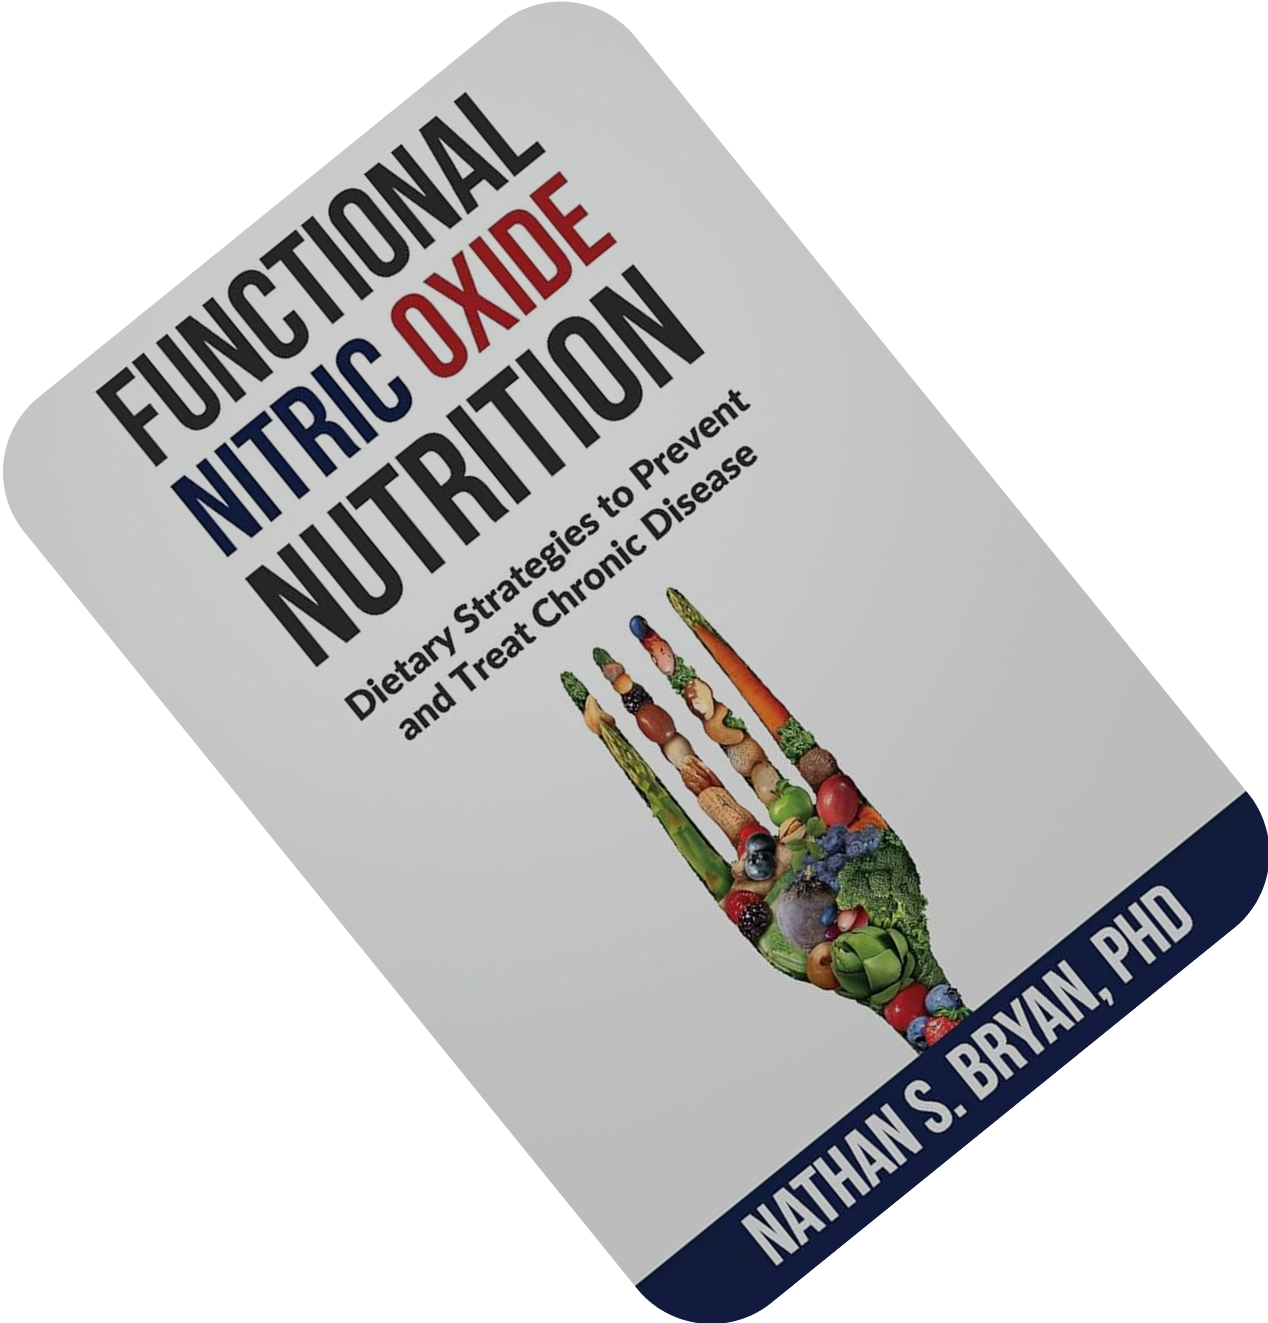 FUNCTIONAL
NITRIC OXIDE
NUTRITION
Dietary Strategies to Prevent
and Treat Chronic Disease
NATHAN S. BRYAN, PHD